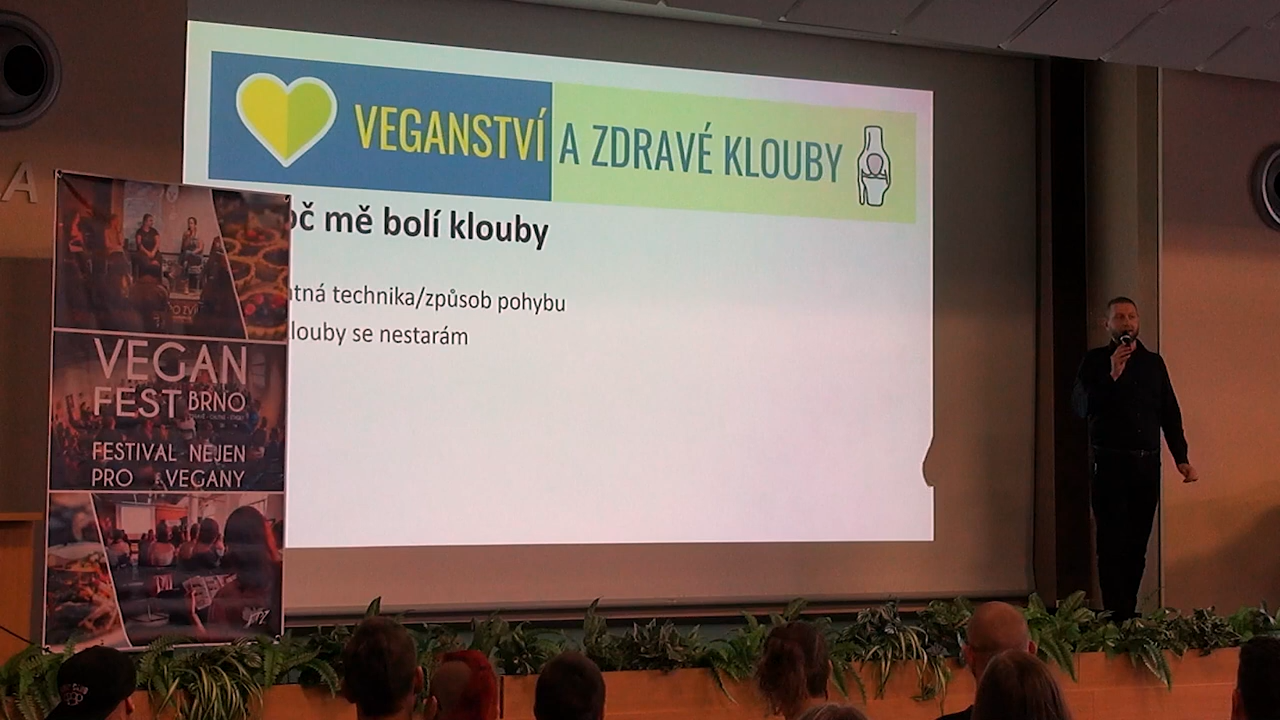 VEGANSTVÍ A ZDRAVÉ KLOUBY
oč mě bolí klouby
tná technika/způsob pohybu
louby se nestarám
A
VEGAN
FEST BRNO
FESTIVAL NEJEN
PRO VEGANY